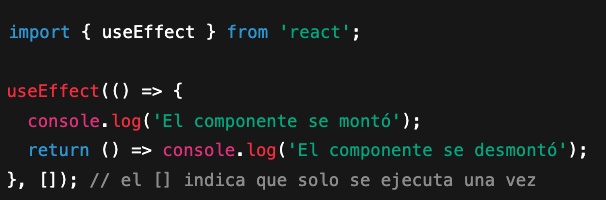 import { useEffect } from 'react';
useEffect(() => {
console.log('El componente se montó');
return () => console.log('El componente se desmontó');
}, []); // el [] indica que solo se ejecuta una vez